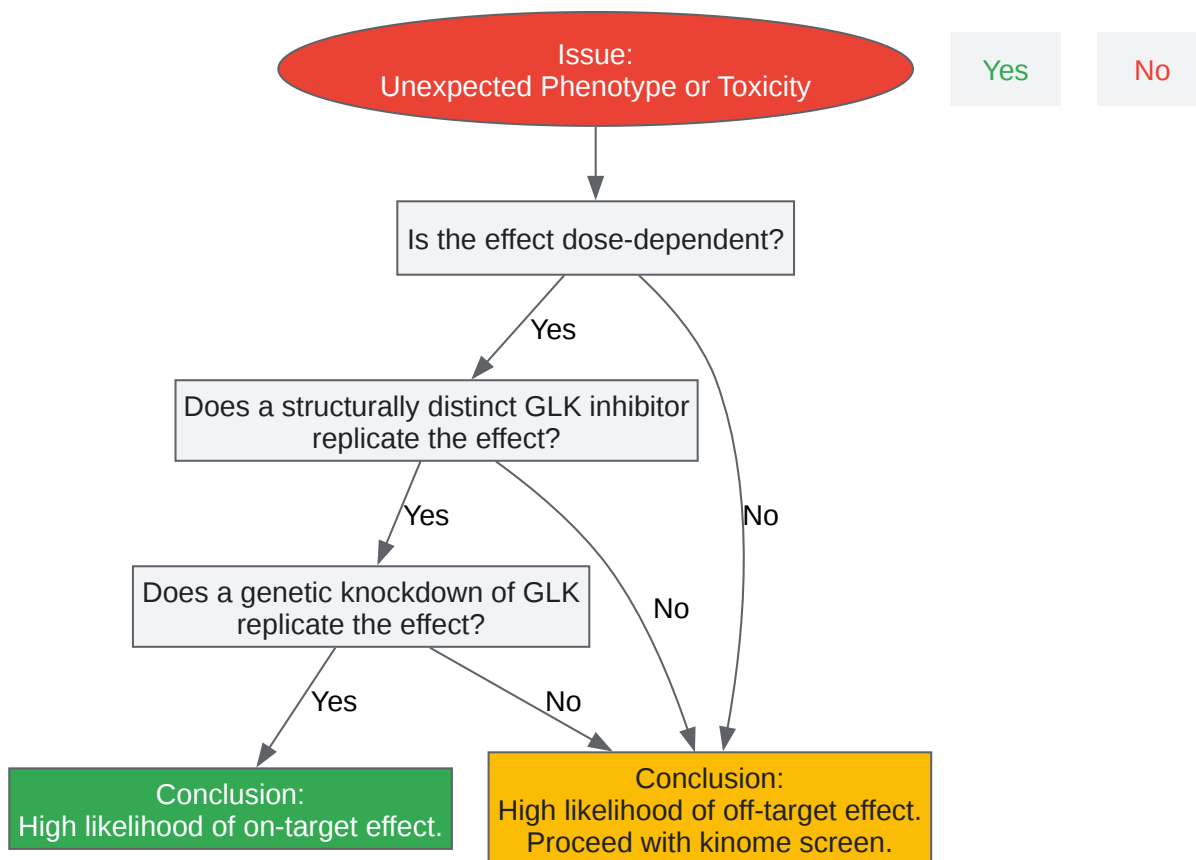 Issue:
Unexpected Phenotype or Toxicity
Yes
No
Is the effect dose-dependent?
Yes
Does a structurally distinct GLK inhibitor
replicate the effect?
Yes
No
Does a genetic knockdown of GLK
replicate the effect?
No
Yes
No
Conclusion:
High likelihood of on-target effect.
Conclusion:
High likelihood of off-target effect.
Proceed with kinome screen.